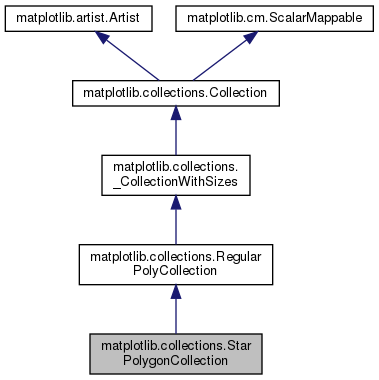 matplotlib.artist.Artist
matplotlib.cm.ScalarMappable
matplotlib.collections.Collection
matplotlib.collections.
_CollectionWithSizes
matplotlib.collections.Regular
PolyCollection
matplotlib.collections.Star
PolygonCollection